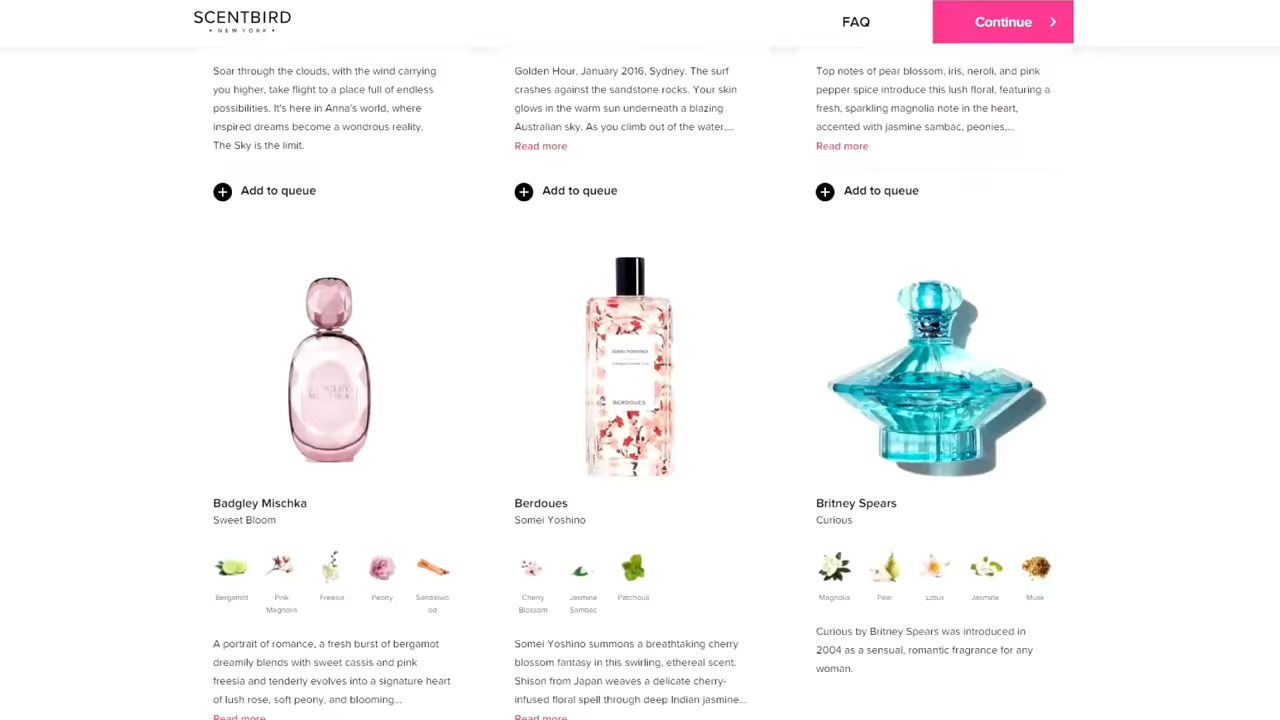 SCENTBIRD
• NEW YORK •
FAQ
Continue
Soar through the clouds, with the wind carrying
you higher, take flight to a place full of endless
possibilities. It's here in Anna's world, where
inspired dreams become a wondrous reality.
The Sky is the limit.
Add to queue
Golden Hour, January 2016, Sydney. The surf
crashes against the sandstone rocks. Your skin
glows in the warm sun underneath a blazing
Australian sky. As you climb out of the water,...
Read more
Add to queue
Top notes of pear blossom, iris, neroli, and pink
pepper spice introduce this lush floral, featuring a
fresh, sparkling magnolia note in the heart,
accented with jasmine sambac, peonies,...
Read more
Add to queue
BADGLEY
MISCHKA
SOMEI YOSHINO
BERDOUES
Badgley Mischka
Sweet Bloom
Bergamot
Pink
Magnolia
Freesia
Peony
Sandalwo
od
A portrait of romance, a fresh burst of bergamot
dreamily blends with sweet cassis and pink
freesia and tenderly evolves into a signature heart
of lush rose, soft peony, and blooming...
Read more
Berdoues
Somei Yoshino
Cherry
Blossom
Jasmine
Sambac
Patchouli
Somei Yoshino summons a breathtaking cherry
blossom fantasy in this swirling, ethereal scent.
Shison from Japan weaves a delicate cherry-
infused floral spell through deep Indian jasmine...
Read more
Britney Spears
Curious
Magnolia
Pear
Lotus
Jasmine
Musk
Curious by Britney Spears was introduced in
2004 as a sensual, romantic fragrance for any
woman.